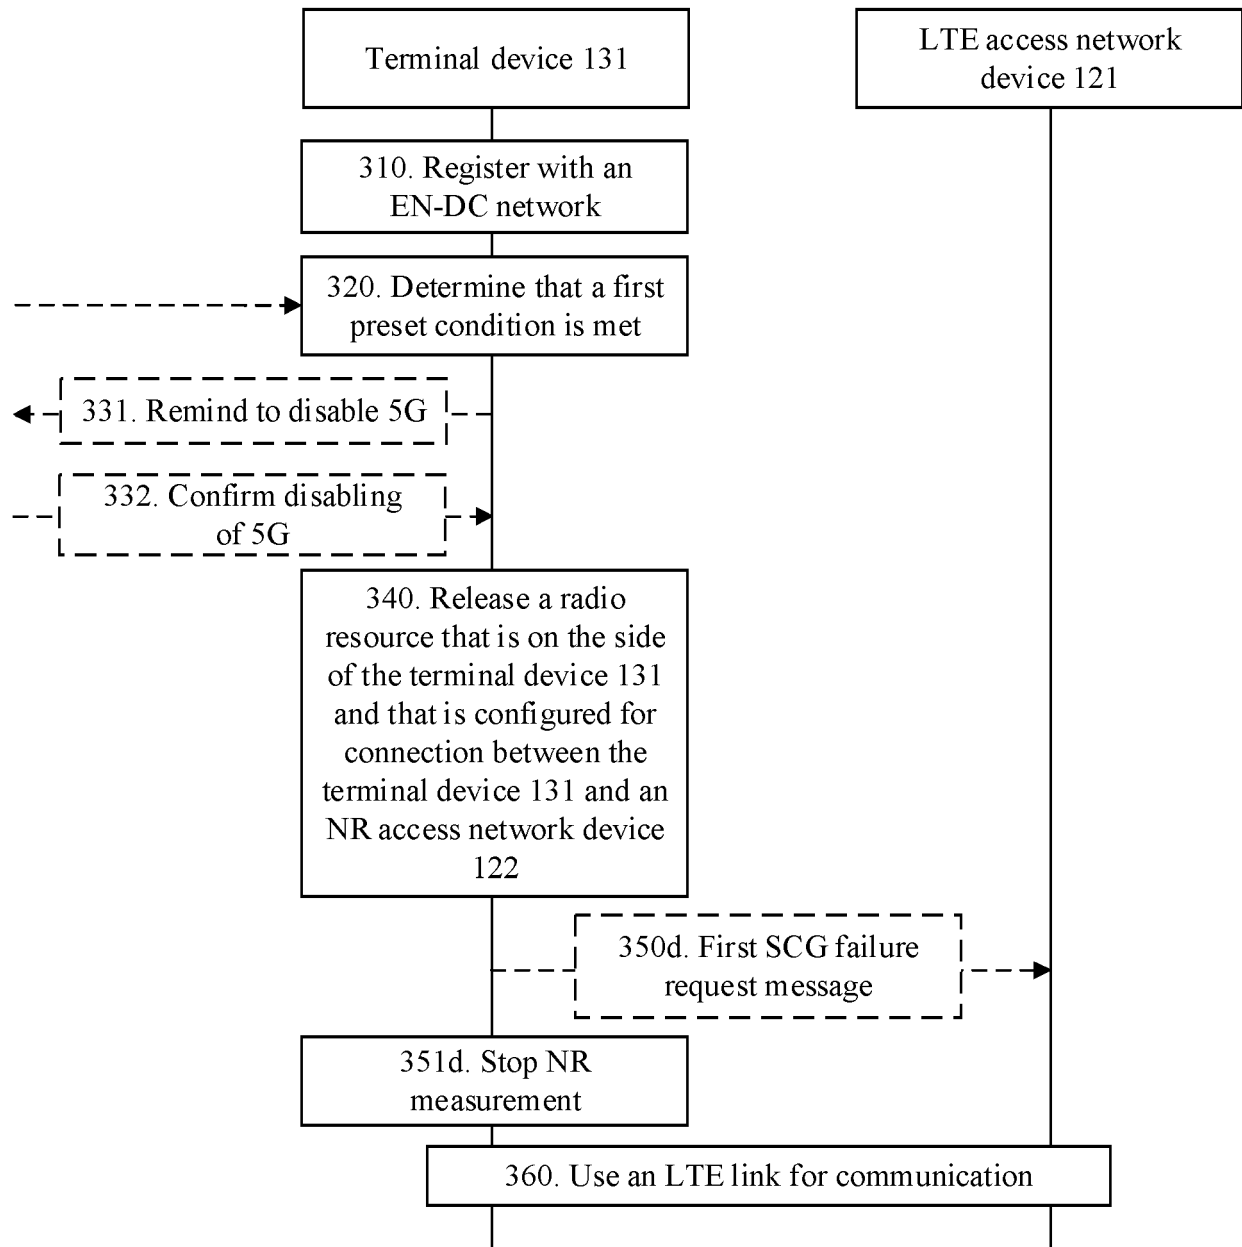 Terminal device 131
LTE access network
device 121
310. Register with an
EN-DC network
320. Determine that a first
preset condition is met
331. Remind to disable 5G
332. Confirm disabling
of 5G
340. Release a radio
resource that is on the side
of the terminal device 131
and that is configured for
connection between the
terminal device 131 and an
NR access network device
122
350d. First SCG failure
request message
351d. Stop NR
measurement
360. Use an LTE link for communication